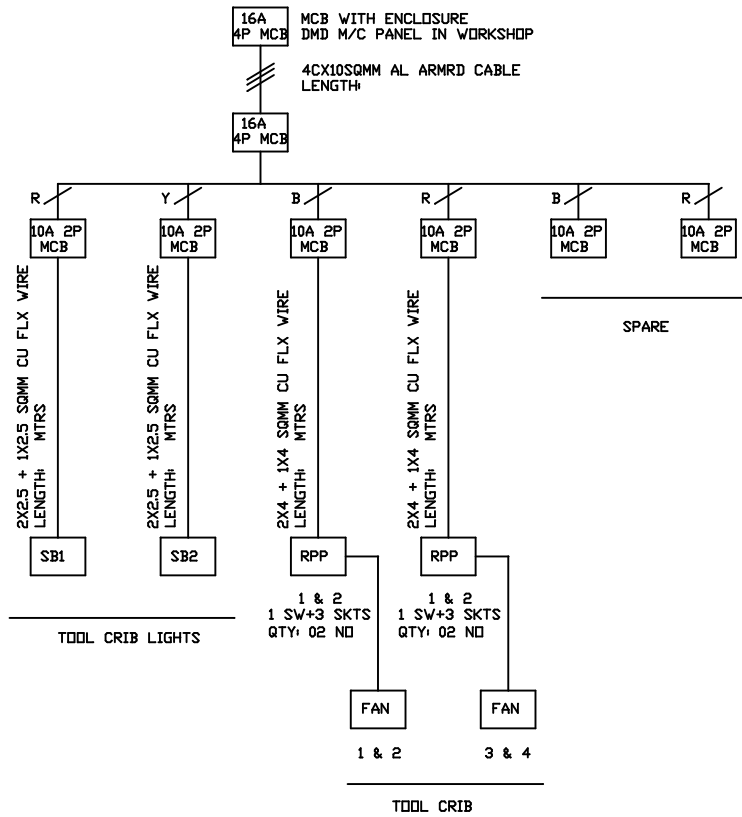 16A
4P MCB
MCB WITH ENCLOSURE
DMD M/C PANEL IN WORKSHOP
4CX10SQMM AL ARMRD CABLE
LENGTH:
16A
4P MCB
R
Y
B
R
B
R
10A 2P
MCB
10A 2P
MCB
10A 2P
MCB
10A 2P
MCB
10A 2P
MCB
10A 2P
MCB
2X2.5 + 1X2.5 SQMM CU FLX WIRE
LENGTH: MTRS
2X2.5 + 1X2.5 SQMM CU FLX WIRE
LENGTH: MTRS
2X4 + 1X4 SQMM CU FLX WIRE
LENGTH: MTRS
2X4 + 1X4 SQMM CU FLX WIRE
LENGTH: MTRS
SPARE
SB1
SB2
RPP
RPP
1 & 2
1 SW+3 SKTS
QTY: 02 NO
1 & 2
1 SW+3 SKTS
QTY: 02 NO
TOOL CRIB LIGHTS
FAN
FAN
1 & 2
3 & 4
TOOL CRIB